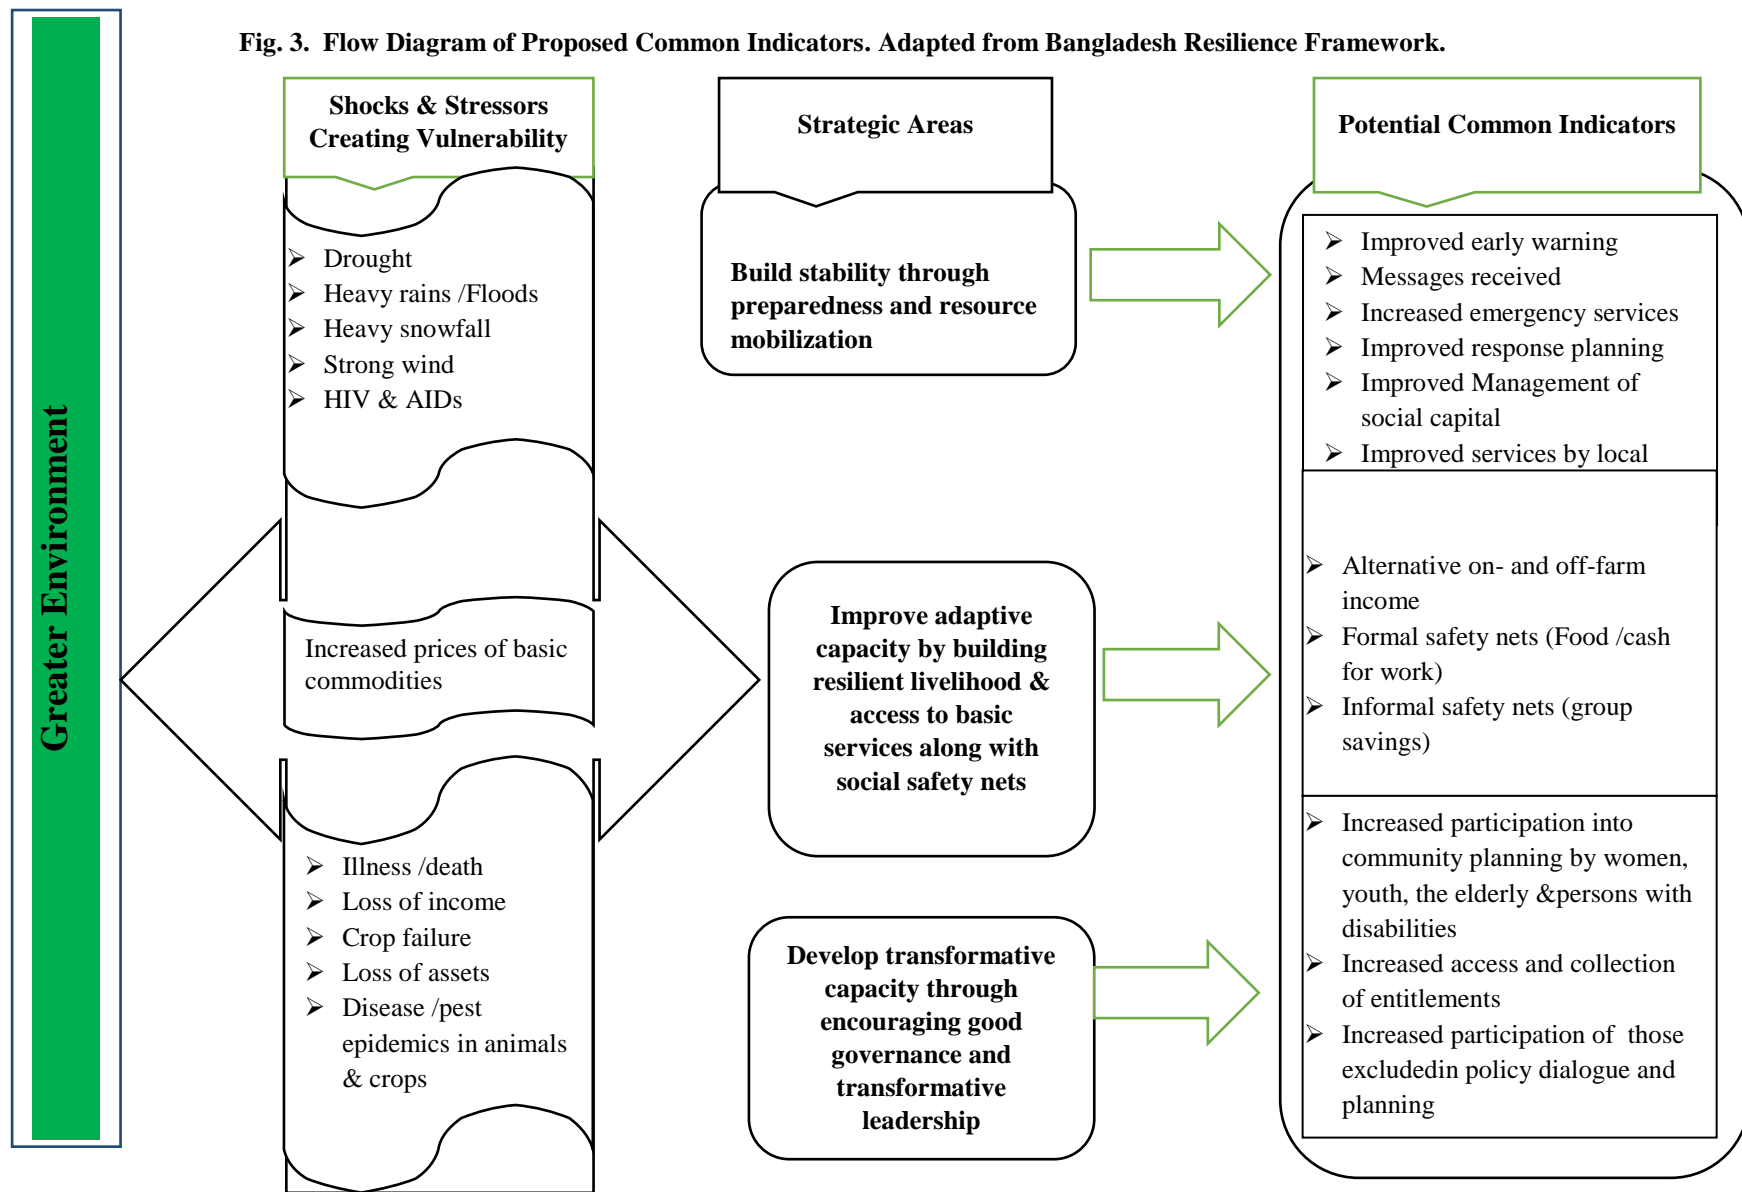 Fig. 3.  Flow Diagram of Proposed Common Indicators. Adapted from Bangladesh Resilience Framework.
Greater Environment
Shocks & Stressors
Creating Vulnerability
Drought
Heavy rains /Floods
Heavy snowfall
Strong wind
HIV & AIDs
Increased prices of basic
commodities
Illness /death
Loss of income
Crop failure
Loss of assets
Disease /pest
epidemics in animals
& crops
Strategic Areas
Build stability through
preparedness and resource
mobilization
Improve adaptive
capacity by building
resilient livelihood &
access to basic
services along with
social safety nets
Develop transformative
capacity through
encouraging good
governance and
transformative
leadership
Potential Common Indicators
Improved early warning
Messages received
Increased emergency services
Improved response planning
Improved Management of
social capital
Improved services by local
Alternative on- and off-farm
income
Formal safety nets (Food /cash
for work)
Informal safety nets (group
savings)
Increased participation into
community planning by women,
youth, the elderly &persons with
disabilities
Increased access and collection
of entitlements
Increased participation of  those
excludedin policy dialogue and
planning